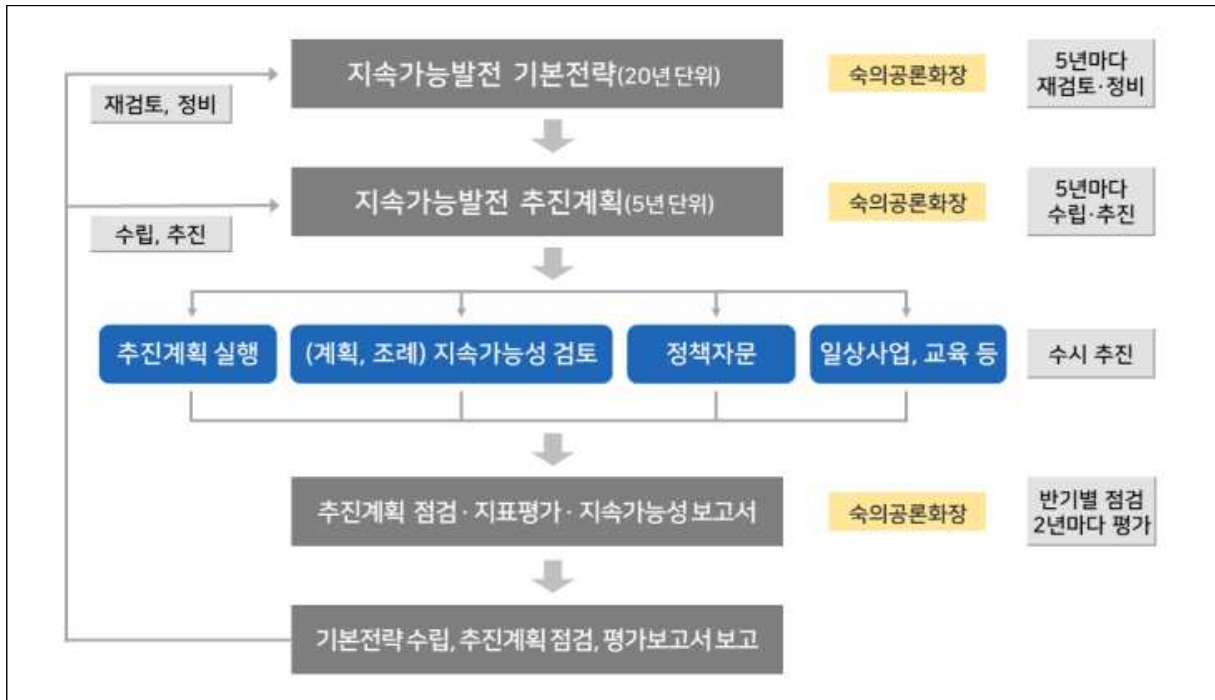 지속가능발전 기본전략(20년 단위)
숙의공론화장
5년마다
재검토·정비
재검토, 정비
지속가능발전 추진계획(5년 단위)
숙의공론화장
5년마다
수립·추진
수립, 추진
추진계획 실행
(계획, 조례) 지속가능성 검토
정책자문
일상사업, 교육 등
수시 추진
추진계획 점검·지표평가·지속가능성 보고서
숙의공론화장
반기별 점검
2년마다 평가
기본전략 수립, 추진계획 점검, 평가보고서 보고